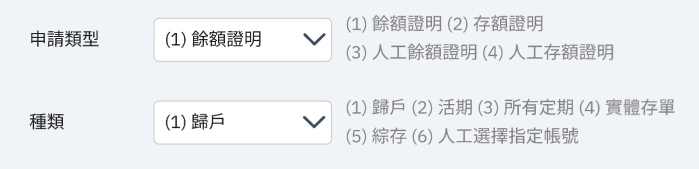 申請類型
(1) 餘額證明
(1) 餘額證明 (2) 存額證明
(3) 人工餘額證明 (4) 人工存額證明
種類
(1) 歸戶
(1) 歸戶 (2) 活期 (3) 所有定期 (4) 實體存單
(5) 綜存 (6) 人工選擇指定帳號